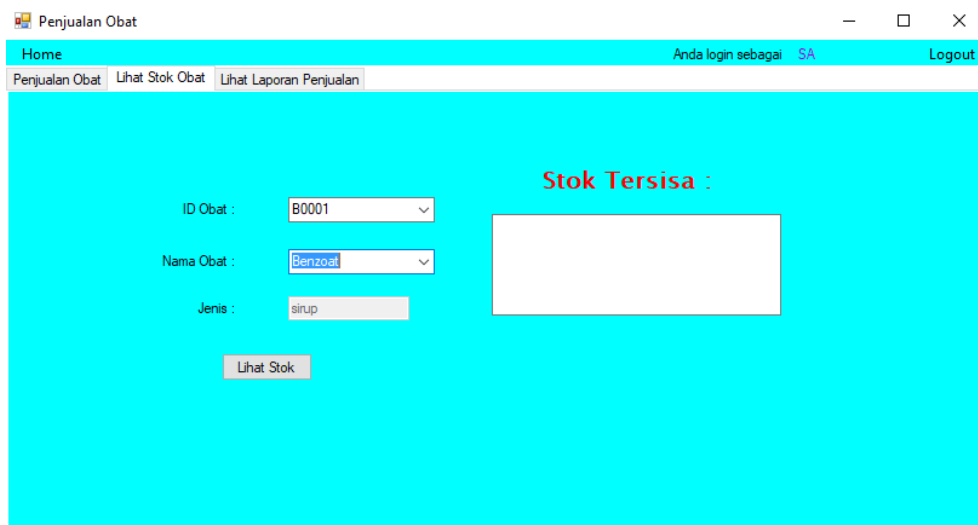 Penjualan Obat
Home Anda login sebagai SA Logout
Penjualan Obat Lihat Stok Obat Lihat Laporan Penjualan
Stok Tersisa :
ID Obat : B0001
Nama Obat : Benzoat
Jenis : sirup
Lihat Stok